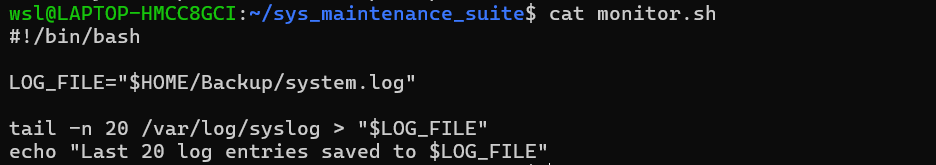 wsl@LAPTOP-HMCC8GCI:~/sys_maintenance_suite$ cat monitor.sh
#!/bin/bash
LOG_FILE="$HOME/Backup/system.log"
tail -n 20 /var/log/syslog > "$LOG_FILE"
echo "Last 20 log entries saved to $LOG_FILE"